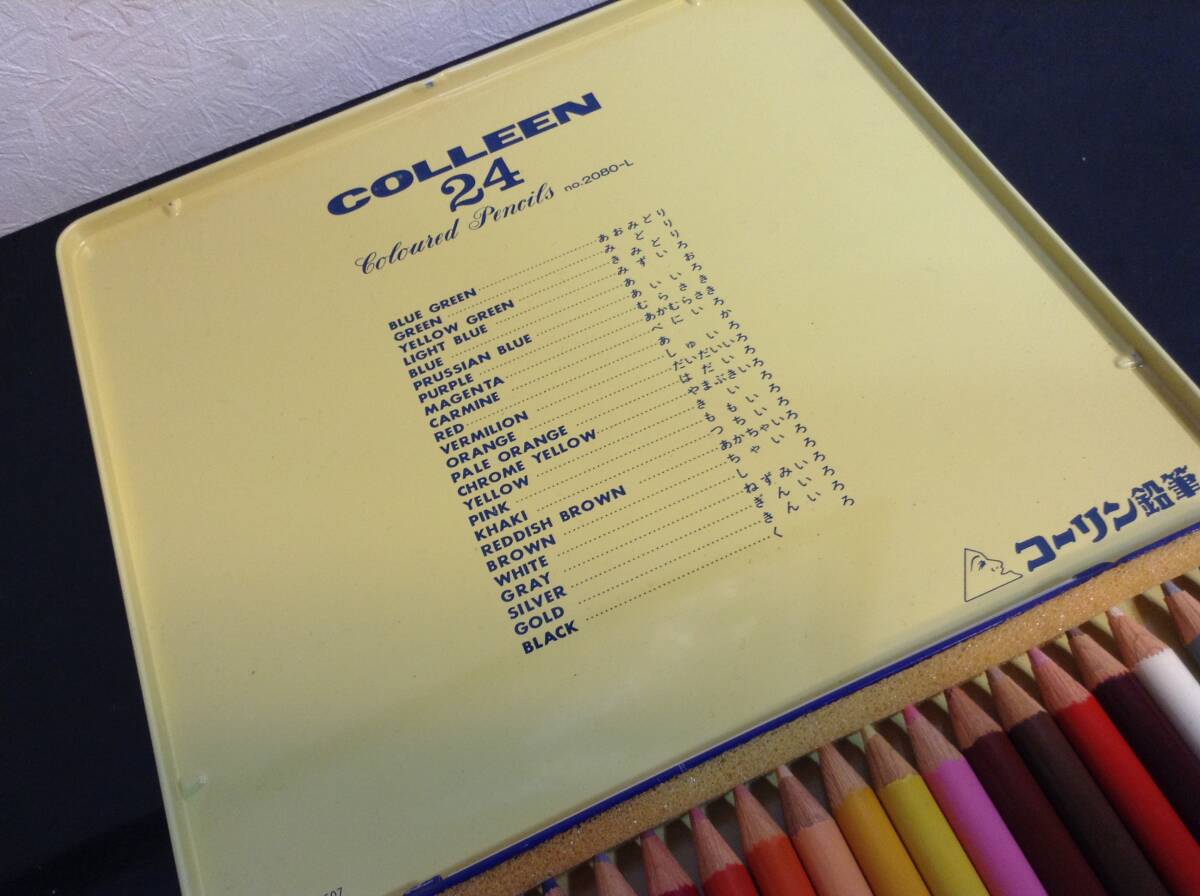 COLLEEN
24
Coloured Pencils no.2080-L
BLUE GREEN あおみどり
GREEN みどり
YELLOW GREEN きみどり
LIGHT BLUE みずいろ
BLUE あお
PRUSSIAN BLUE あいいろ
PURPLE むらさき
MAGENTA あかむらさき
CARMINE べにいろ
RED あか
VERMILION しゅいろ
ORANGE だいだいいろ
PALE ORANGE はだいろ
CHROME YELLOW やまぶきいろ
YELLOW きいろ
PINK ももいろ
KHAKI つちいろ
REDDISH BROWN あかちゃいろ
BROWN ちゃいろ
WHITE しろ
GRAY ねずみいろ
SILVER ぎんいろ
GOLD きんいろ
BLACK くろ
コーリン鉛筆